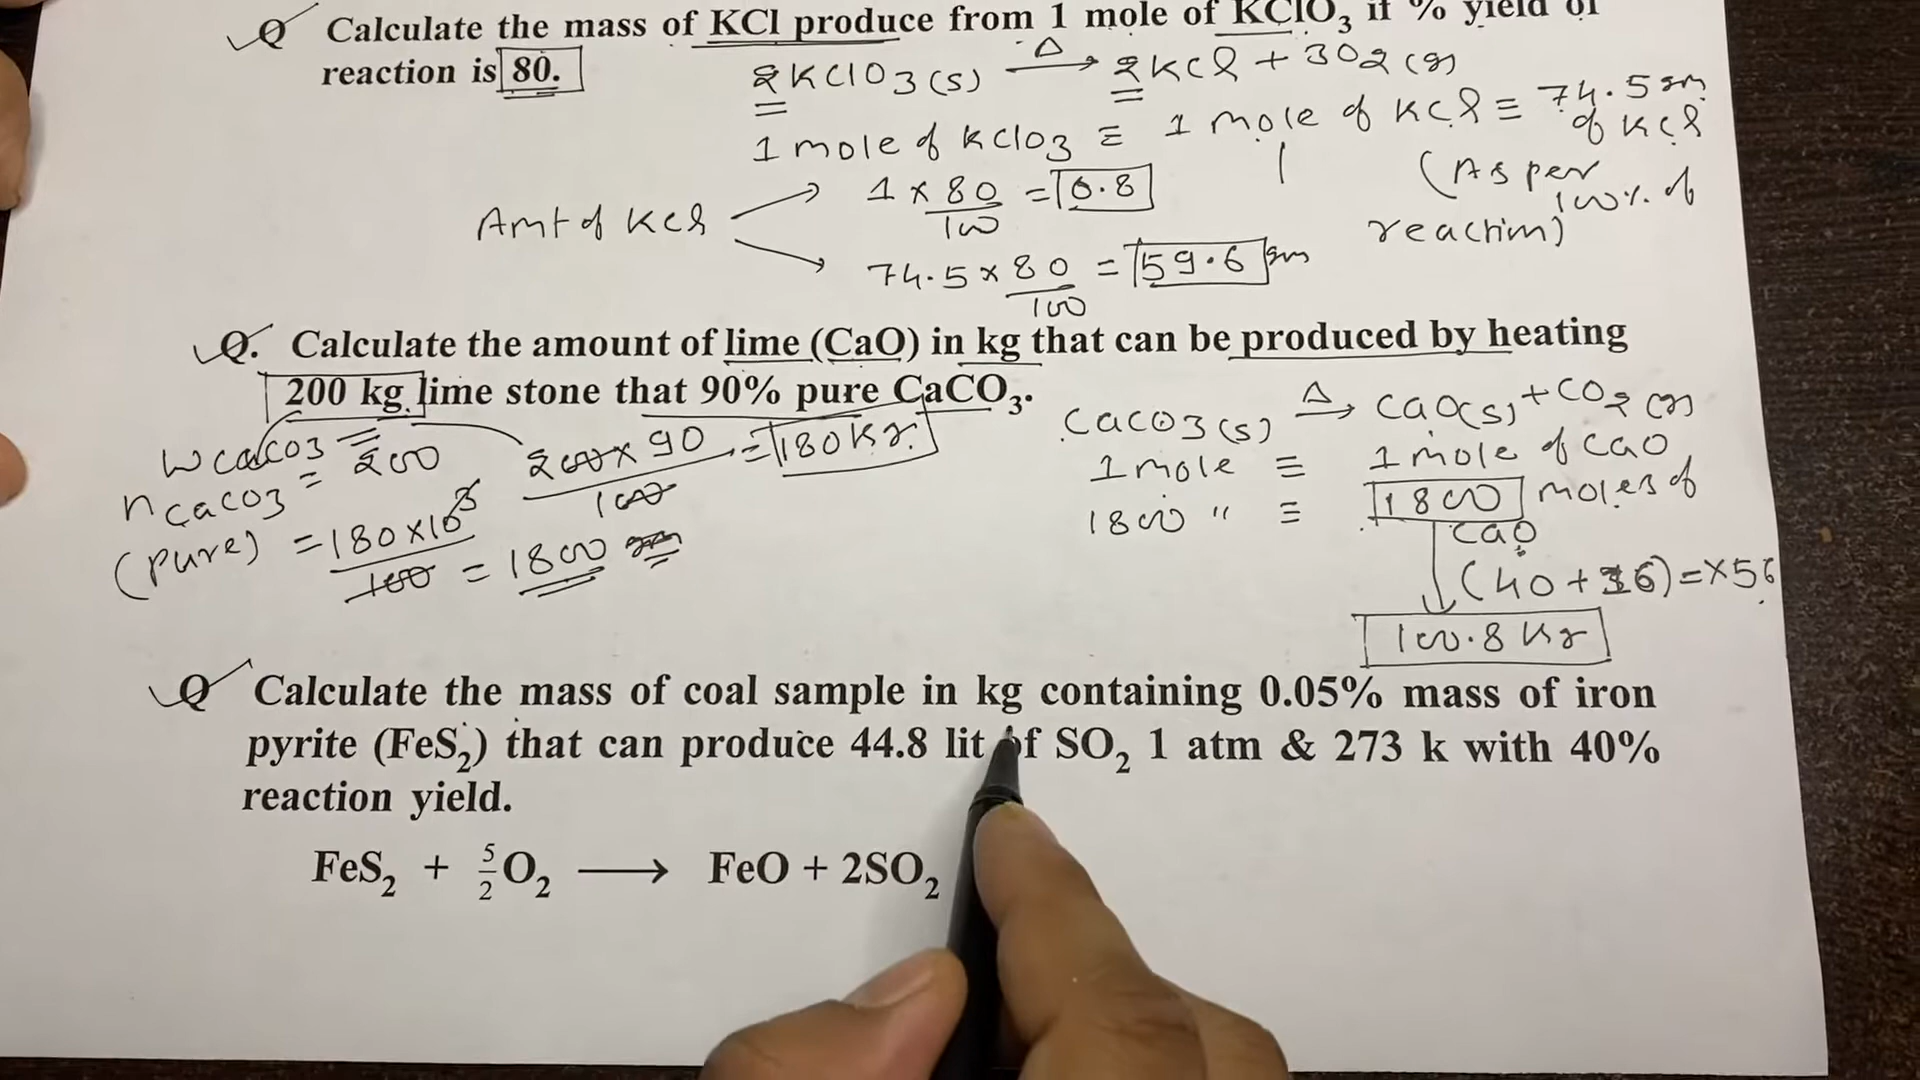 Q Calculate the mass of KCl produce from 1 mole of KClO₃ if % yield of
reaction is 80.
2KClO3(s) Δ→ 2KCl + 3O2(g)
1 mole of KClO3 ≡ 1 mole of KCl ≡ 74.5 gm of KCl
(As per 100% of reaction)
Amt of KCl
1 × 80/100 = 0.8
74.5 × 80/100 = 59.6 gm
Q. Calculate the amount of lime (CaO) in kg that can be produced by heating
200 kg lime stone that 90% pure CaCO₃.
CaCO3(s) Δ→ CaO(s) + CO2(g)
WCaCO3 = 200 × 90/100 = 180 Kg.
1 mole ≡ 1 mole of CaO
nCaCO3 = 200
(pure) = 180×10³/100 = 1800
1800 " ≡ 1800 moles of CaO
(40+16) = ×56
100.8 Kg
Q Calculate the mass of coal sample in kg containing 0.05% mass of iron
pyrite (FeS₂) that can produce 44.8 lit of SO₂ 1 atm & 273 k with 40%
reaction yield.
FeS₂ + 5/2 O₂ ⟶ FeO + 2SO₂